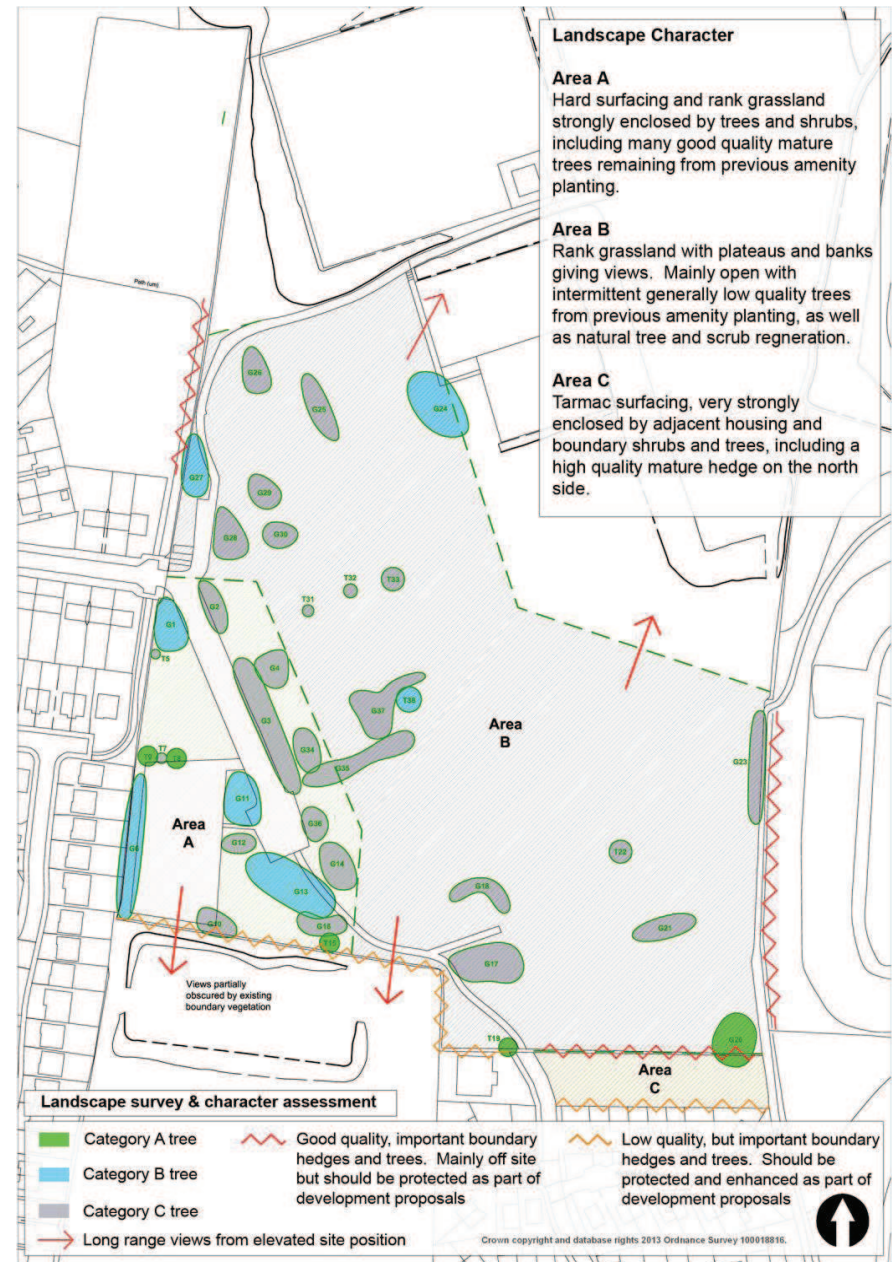 Landscape Character
Area A
Hard surfacing and rank grassland
strongly enclosed by trees and shrubs,
including many good quality mature
trees remaining from previous amenity
planting.
Area B
Rank grassland with plateaus and banks
giving views. Mainly open with
intermittent generally low quality trees
from previous amenity planting, as well
as natural tree and scrub regneration.
Area C
Tarmac surfacing, very strongly
enclosed by adjacent housing and
boundary shrubs and trees, including a
high quality mature hedge on the north
side.
Path (um)
G26
G25
G24
G27
G29
G28
G30
T33
T32
T31
G2
G1
T5
G4
G3
G37
T38
G34
G35
Area
B
G23
T7
T8
G11
Area
A
G36
G12
G14
T22
G13
G18
G21
G17
Views partially
obscured by existing
boundary vegetation
T19
Area
C
Landscape survey & character assessment
Category A tree
Category B tree
Category C tree
Long range views from elevated site position
Good quality, important boundary
hedges and trees. Mainly off site
but should be protected as part of
development proposals
Low quality, but important boundary
hedges and trees. Should be
protected and enhanced as part of
development proposals
Crown copyright and database rights 2013 Ordnance Survey 100018816.